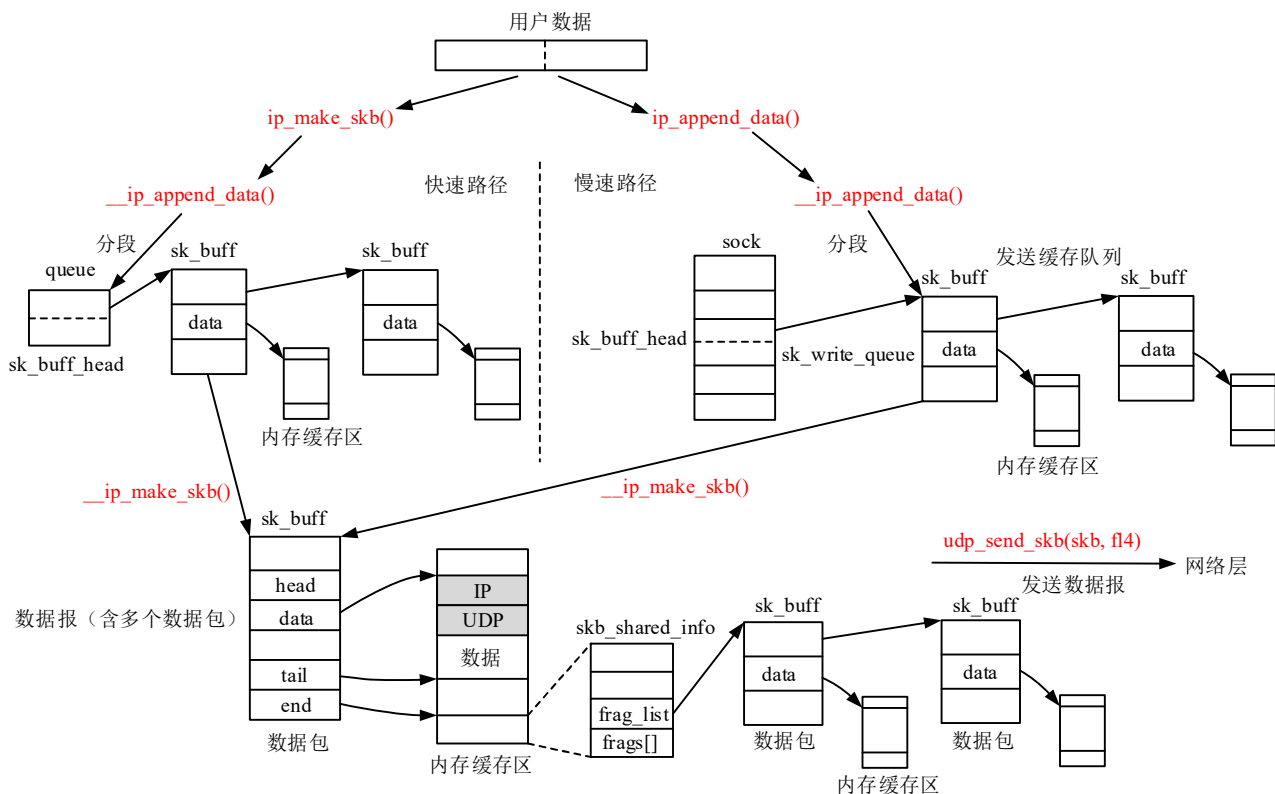 用户数据
ip_make_skb()
ip_append_data()
快速路径
慢速路径
__ip_append_data()
__ip_append_data()
分段
分段
queue
sk_buff
sk_buff
sock
sk_buff
发送缓存队列
sk_buff
data
data
sk_buff_head
sk_buff_head
sk_write_queue
data
data
内存缓存区
内存缓存区
__ip_make_skb()
__ip_make_skb()
sk_buff
udp_send_skb(skb, fl4)
网络层
发送数据报
head
data
tail
end
数据报（含多个数据包）
数据包
IP
UDP
数据
内存缓存区
skb_shared_info
frag_list
frags[]
sk_buff
sk_buff
data
data
数据包
数据包
内存缓存区